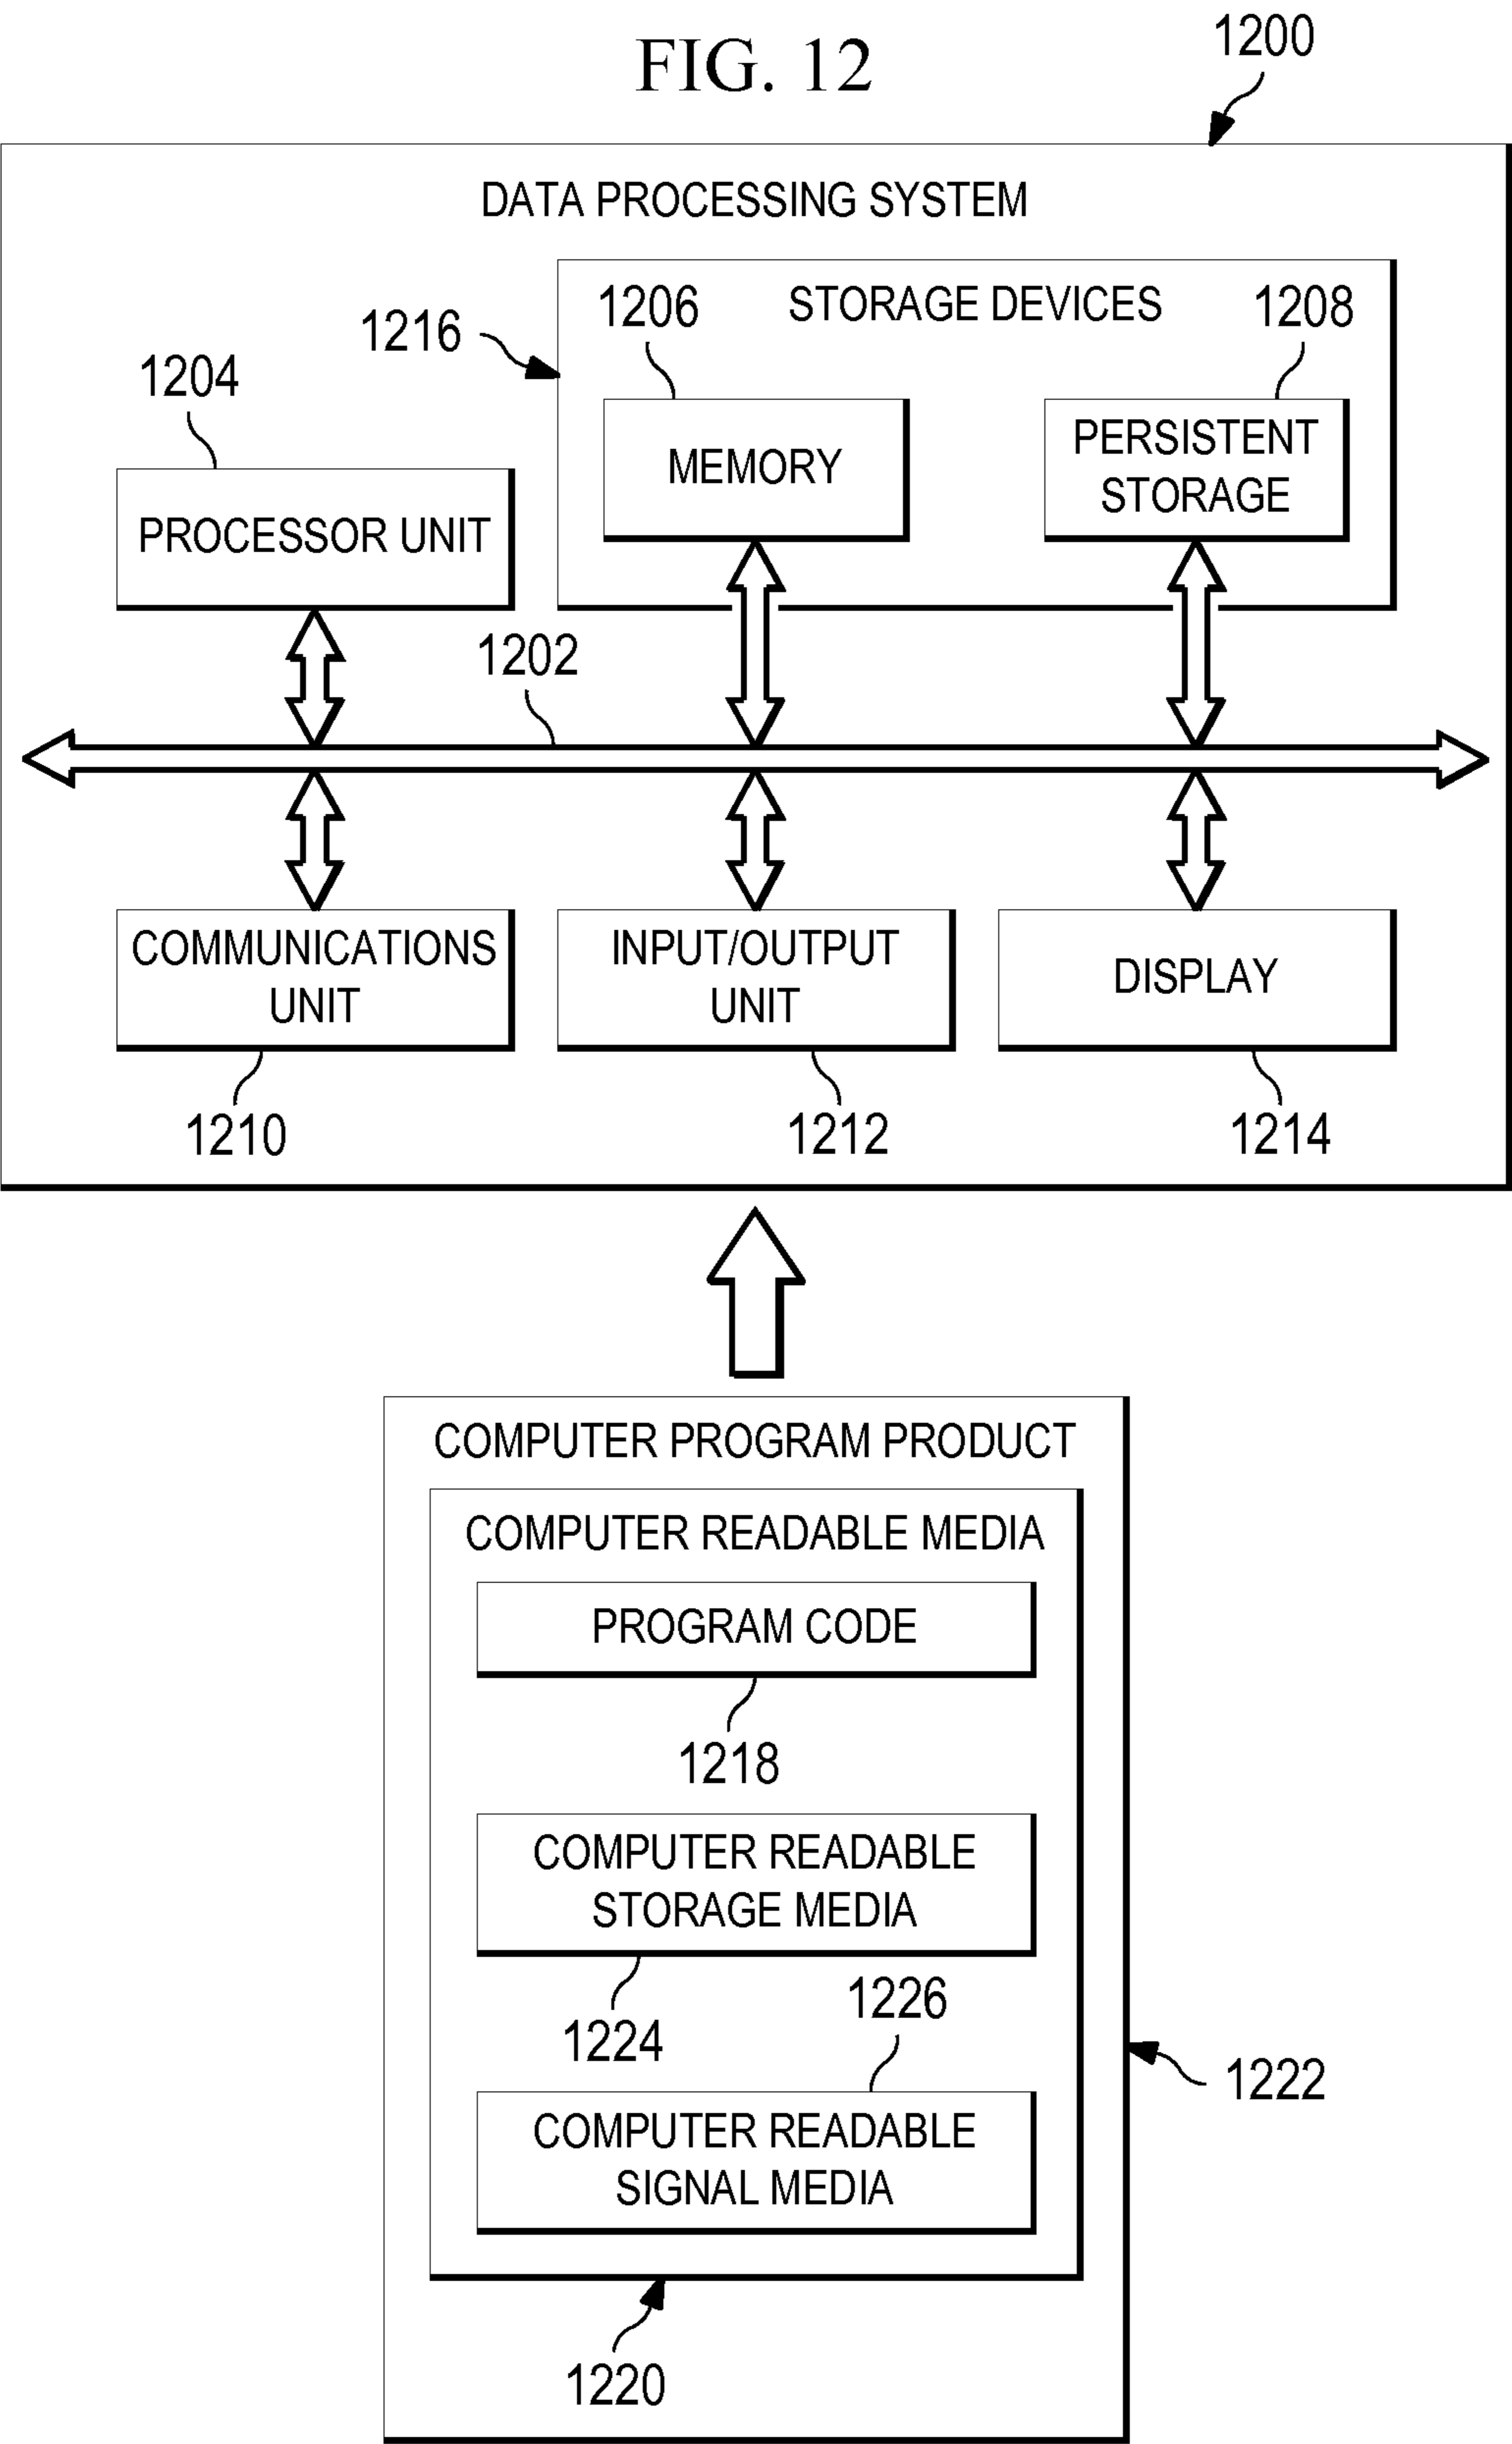 FIG. 12
1200
DATA PROCESSING SYSTEM
1216
1206
STORAGE DEVICES
1208
1204
MEMORY
PERSISTENT
STORAGE
PROCESSOR UNIT
1202
COMMUNICATIONS
UNIT
INPUT/OUTPUT
UNIT
DISPLAY
1210
1212
1214
COMPUTER PROGRAM PRODUCT
COMPUTER READABLE MEDIA
PROGRAM CODE
1218
COMPUTER READABLE
STORAGE MEDIA
1224
1226
COMPUTER READABLE
SIGNAL MEDIA
1222
1220